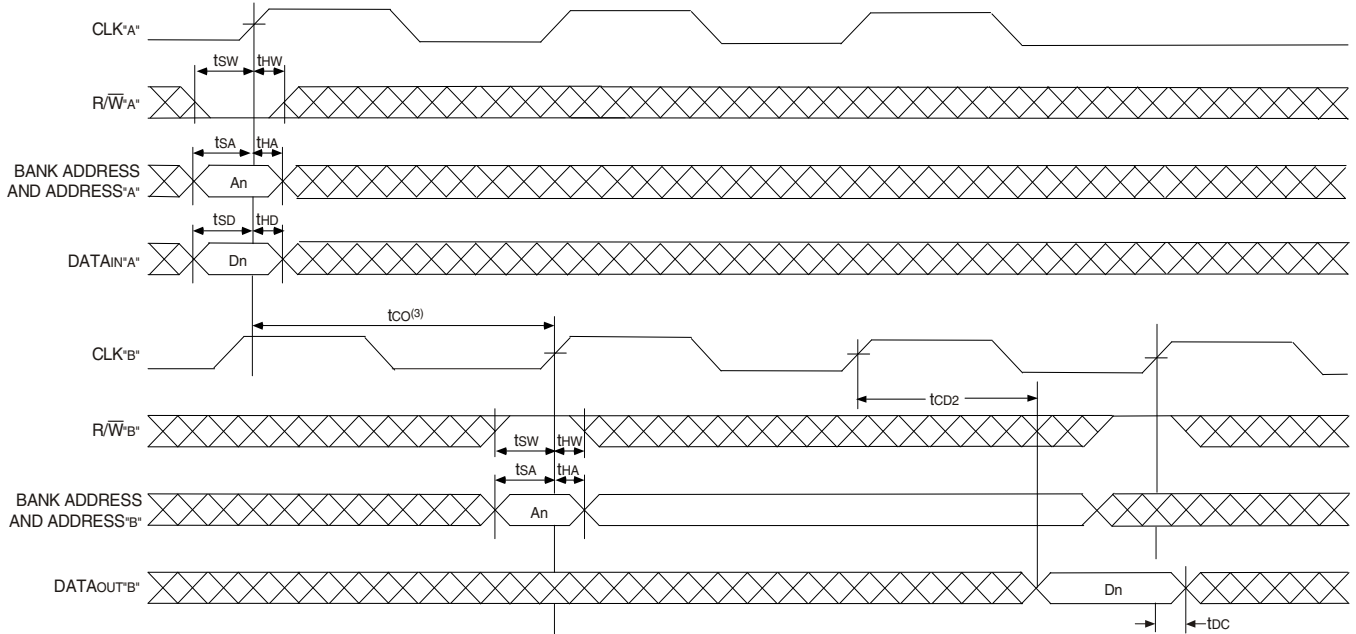 CLK"A"
tSW tHW
R/W̅"A"
tSA tHA
BANK ADDRESS
AND ADDRESS"A"
An
tSD tHD
DATAIN"A"
Dn
tCO(3)
CLK"B"
tCD2
R/W̅"B"
tSW tHW
tSA tHA
BANK ADDRESS
AND ADDRESS"B"
An
DATAOUT"B"
Dn
tDC